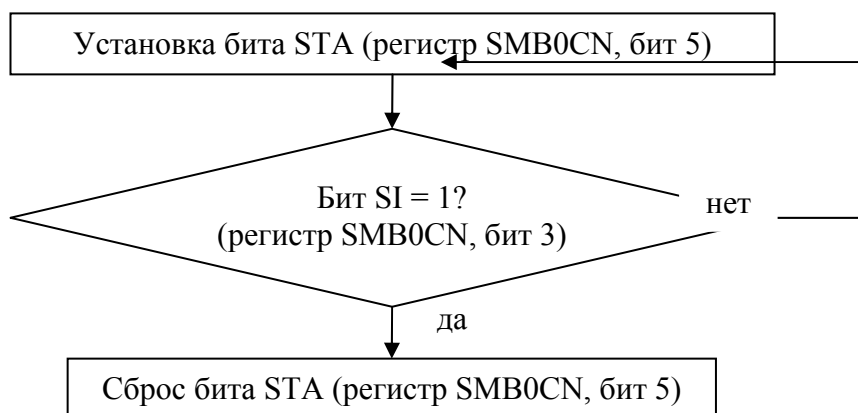 Установка бита STA (регистр SMB0CN, бит 5)
Бит SI = 1?
(регистр SMB0CN, бит 3)
нет
да
Сброс бита STA (регистр SMB0CN, бит 5)